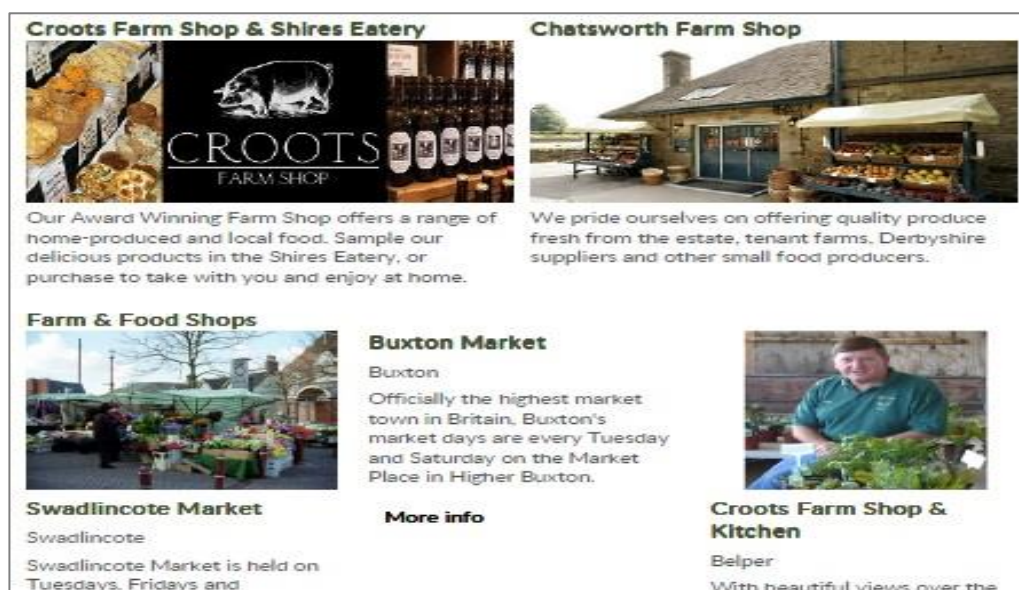 Croots Farm Shop & Shires Eatery
CROOTS
FARM SHOP
Our Award Winning Farm Shop offers a range of
home-produced and local food. Sample our
delicious products in the Shires Eatery, or
purchase to take with you and enjoy at home.
Chatsworth Farm Shop
We pride ourselves on offering quality produce
fresh from the estate, tenant farms, Derbyshire
suppliers and other small food producers.
Farm & Food Shops
Swadlincote Market
Swadlincote
Swadlincote Market is held on
Tuesdays, Fridays and
Buxton Market
Buxton
Officially the highest market
town in Britain, Buxton's
market days are every Tuesday
and Saturday on the Market
Place in Higher Buxton.
More info
Croots Farm Shop &
Kitchen
Belper
With beautiful views over the